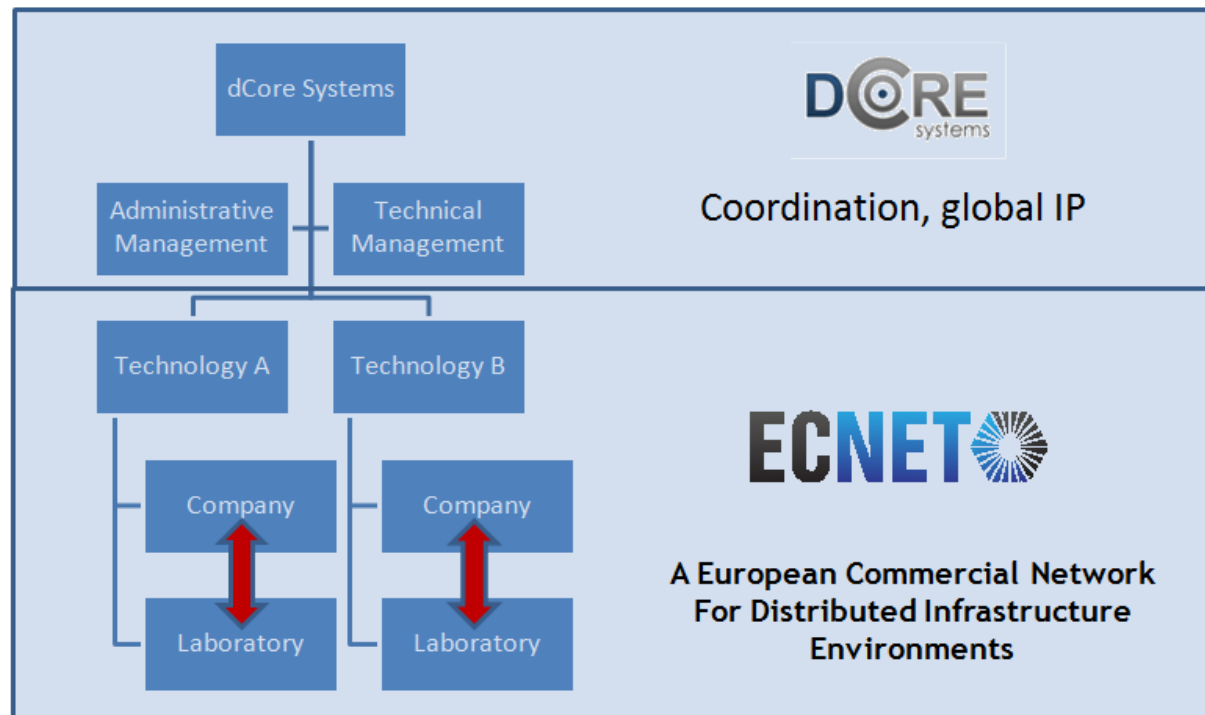 dCore Systems
Administrative
Management
Technical
Management
DCORE
systems
Coordination, global IP
Technology A
Technology B
Company
Laboratory
Company
Laboratory
ECNET
A European Commercial Network
For Distributed Infrastructure
Environments